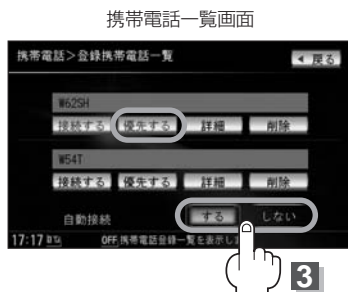 携帯電話一覧画面
携帯電話>登録携帯電話一覧 ◀ 戻る
W62SH
接続する 優先する 詳細 削除
W54T
接続する 優先する 詳細 削除
自動接続 する しない
17:17 OFF 携帯電話登録一覧を表示し
3